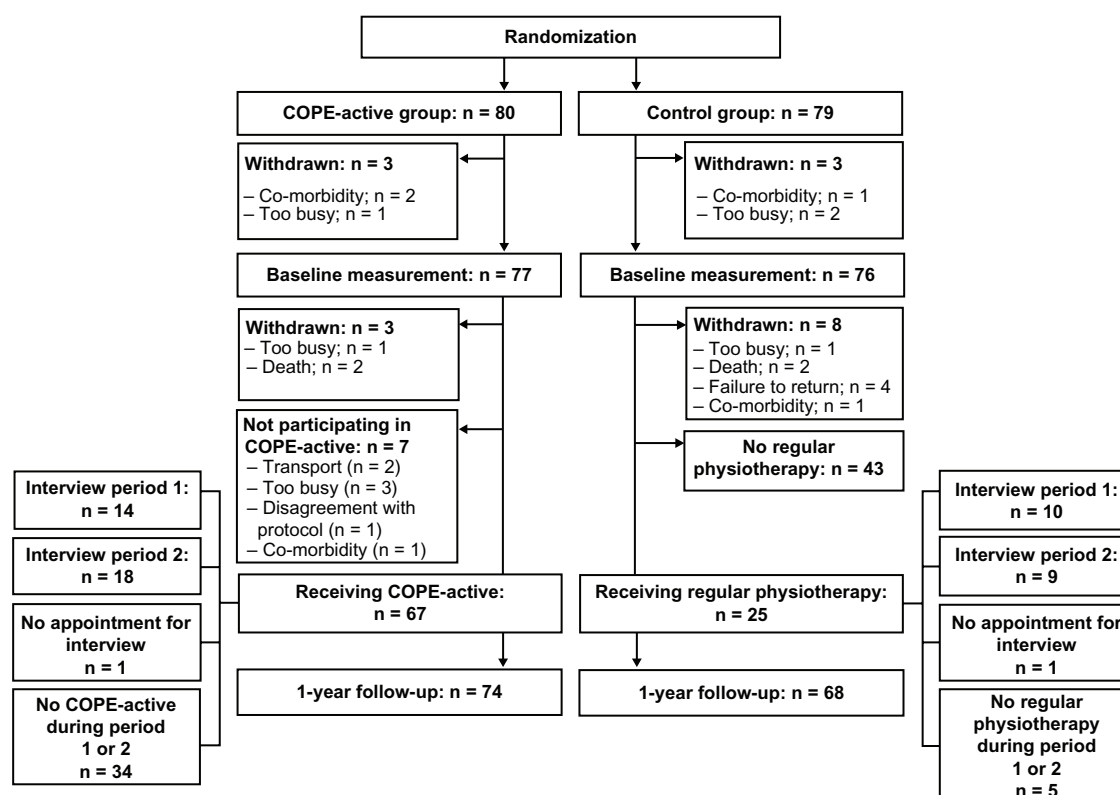 Randomization
COPE-active group: n = 80
Control group: n = 79
Withdrawn: n = 3
– Co-morbidity; n = 2
– Too busy; n = 1
Withdrawn: n = 3
– Co-morbidity; n = 1
– Too busy; n = 2
Baseline measurement: n = 77
Baseline measurement: n = 76
Withdrawn: n = 3
– Too busy; n = 1
– Death; n = 2
Withdrawn: n = 8
– Too busy; n = 1
– Death; n = 2
– Failure to return; n = 4
– Co-morbidity; n = 1
Not participating in
COPE-active: n = 7
– Transport (n = 2)
– Too busy (n = 3)
– Disagreement with
protocol (n = 1)
– Co-morbidity (n = 1)
No regular
physiotherapy: n = 43
Interview period 1:
n = 14
Interview period 2:
n = 18
No appointment for
interview
n = 1
No COPE-active
during period
1 or 2
n = 34
Receiving COPE-active:
n = 67
Receiving regular physiotherapy:
n = 25
Interview period 1:
n = 10
Interview period 2:
n = 9
No appointment for
interview
n = 1
No regular
physiotherapy
during period
1 or 2
n = 5
1-year follow-up: n = 74
1-year follow-up: n = 68